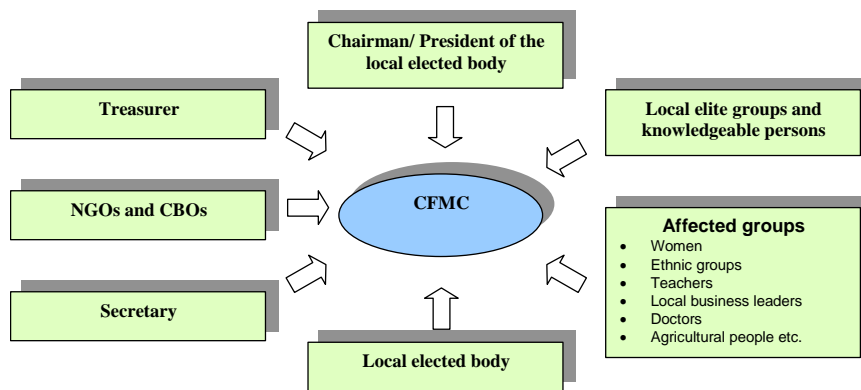 Chairman/ President of the
local elected body
Treasurer
Local elite groups and
knowledgeable persons
NGOs and CBOs
CFMC
Affected groups
• Women
• Ethnic groups
• Teachers
• Local business leaders
• Doctors
• Agricultural people etc.
Secretary
Local elected body